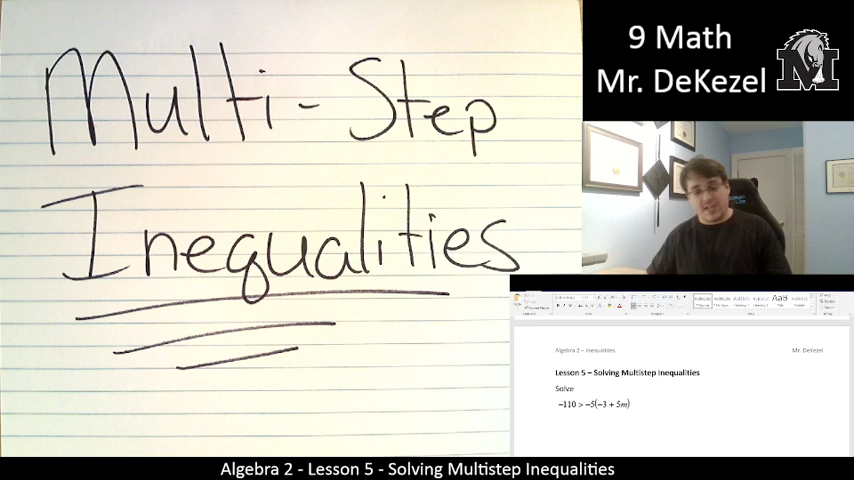 Multi-Step
Inequalities
9 Math
Mr. DeKezel
M
Algebra 2 – Inequalities
Mr. DeKezel
Lesson 5 – Solving Multistep Inequalities
Solve
−110 > −5(−3 + 5m)
Algebra 2 - Lesson 5 - Solving Multistep Inequalities